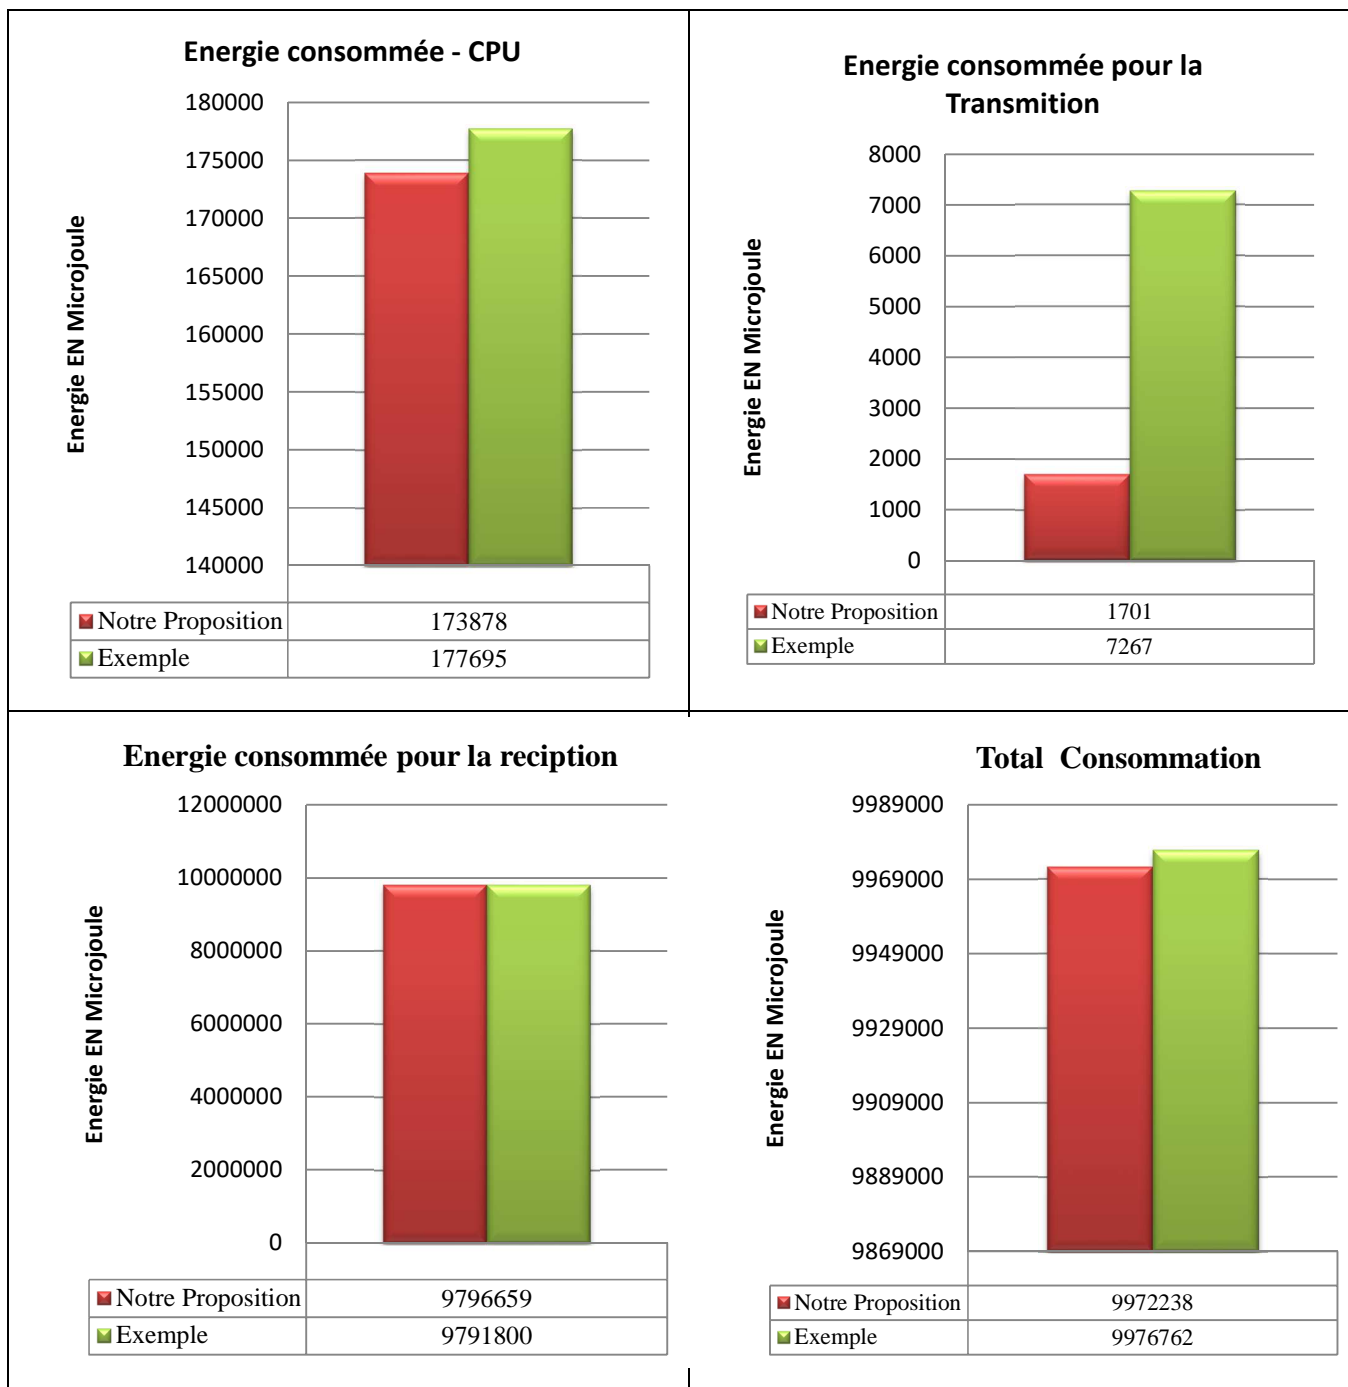 Energie consommée - CPU
Energie EN Microjoule
180000
175000
170000
165000
160000
155000
150000
145000
140000
Notre Proposition 173878
Exemple 177695
Energie consommée pour la
Transmition
Energie EN Microjoule
8000
7000
6000
5000
4000
3000
2000
1000
0
Notre Proposition 1701
Exemple 7267
Energie consommée pour la reciption
Energie EN Microjoule
12000000
10000000
8000000
6000000
4000000
2000000
0
Notre Proposition 9796659
Exemple 9791800
Total Consommation
Energie EN Microjoule
9989000
9969000
9949000
9929000
9909000
9889000
9869000
Notre Proposition 9972238
Exemple 9976762